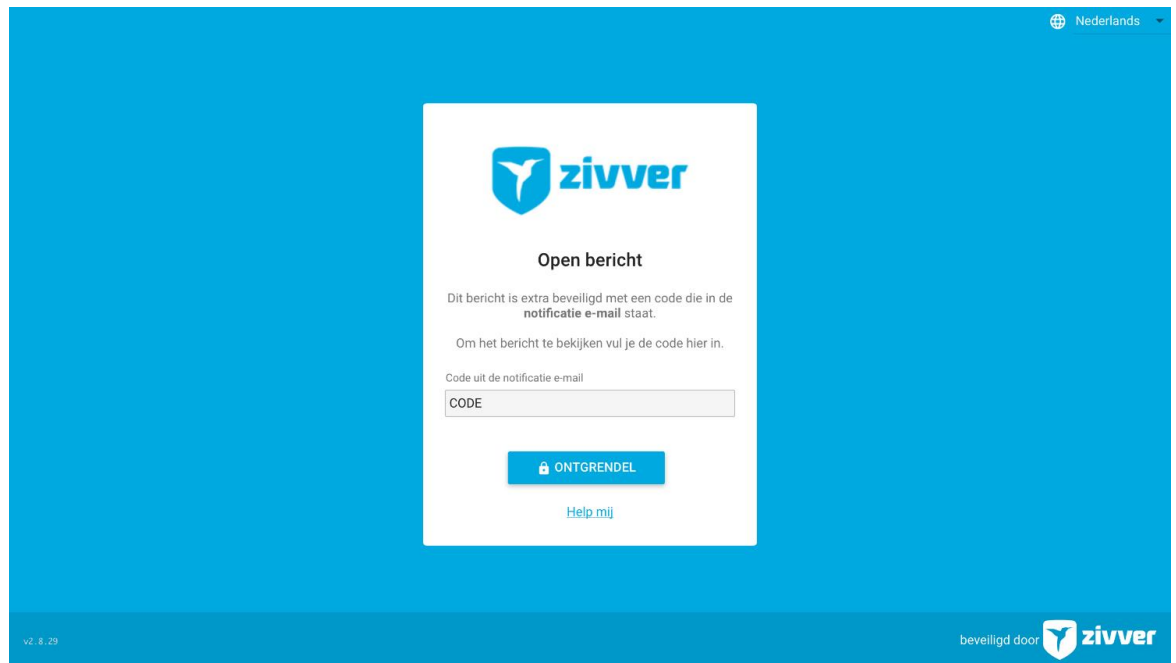 Nederlands
zivver
Open bericht
Dit bericht is extra beveiligd met een code die in de
notificatie e-mail staat.
Om het bericht te bekijken vul je de code hier in.
Code uit de notificatie e-mail
CODE
ONTGRENDEL
Help mij
v2.8.29
beveiligd door zivver